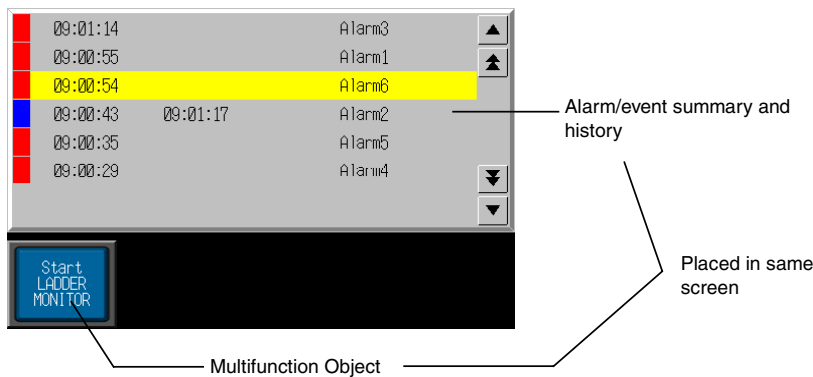 09:01:14 Alarm3
09:00:55 Alarm1
09:00:54 Alarm6
09:00:43 09:01:17 Alarm2
09:00:35 Alarm5
09:00:29 Alarm4
Alarm/event summary and
history
Start
LADDER
MONITOR
Placed in same
screen
Multifunction Object